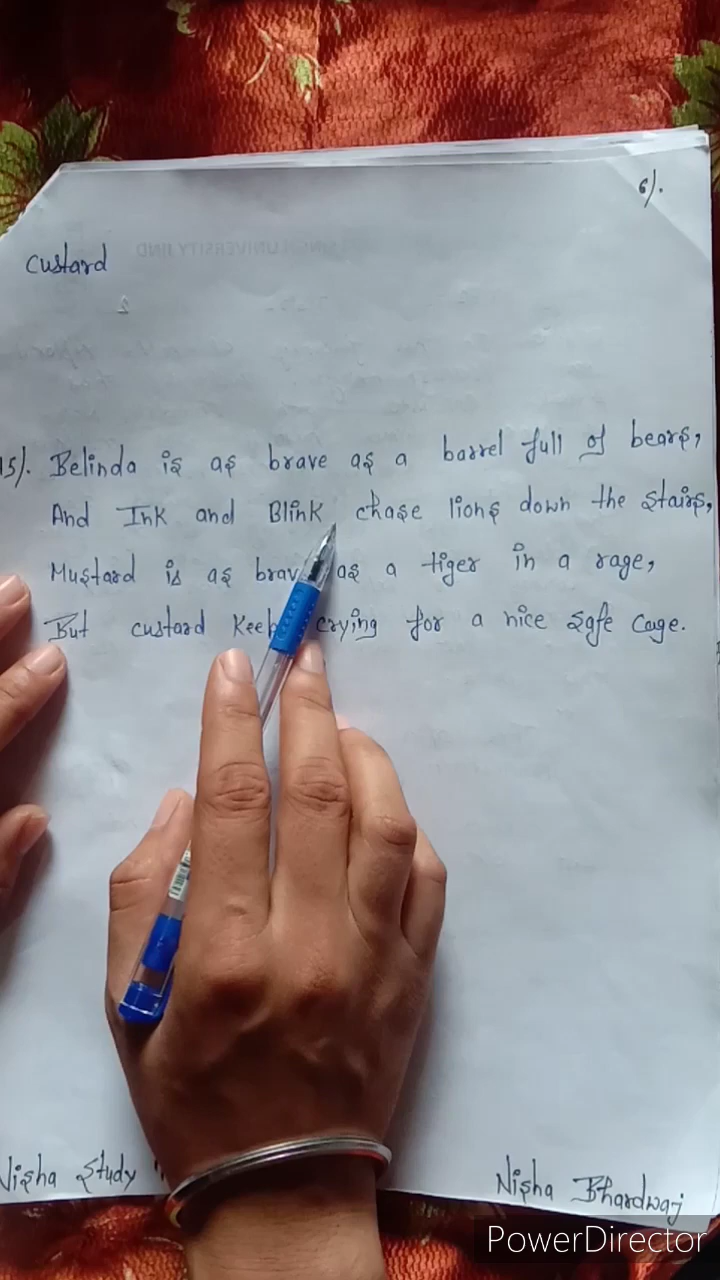 6).
Custard
15). Belinda is as brave as a barrel full of bears,
And Ink and Blink chase lions down the stairs,
Mustard is as brave as a tiger in a rage,
But custard Keeps crying for a nice safe Cage.
Nisha Study
Nisha Bhardwaj
PowerDirector